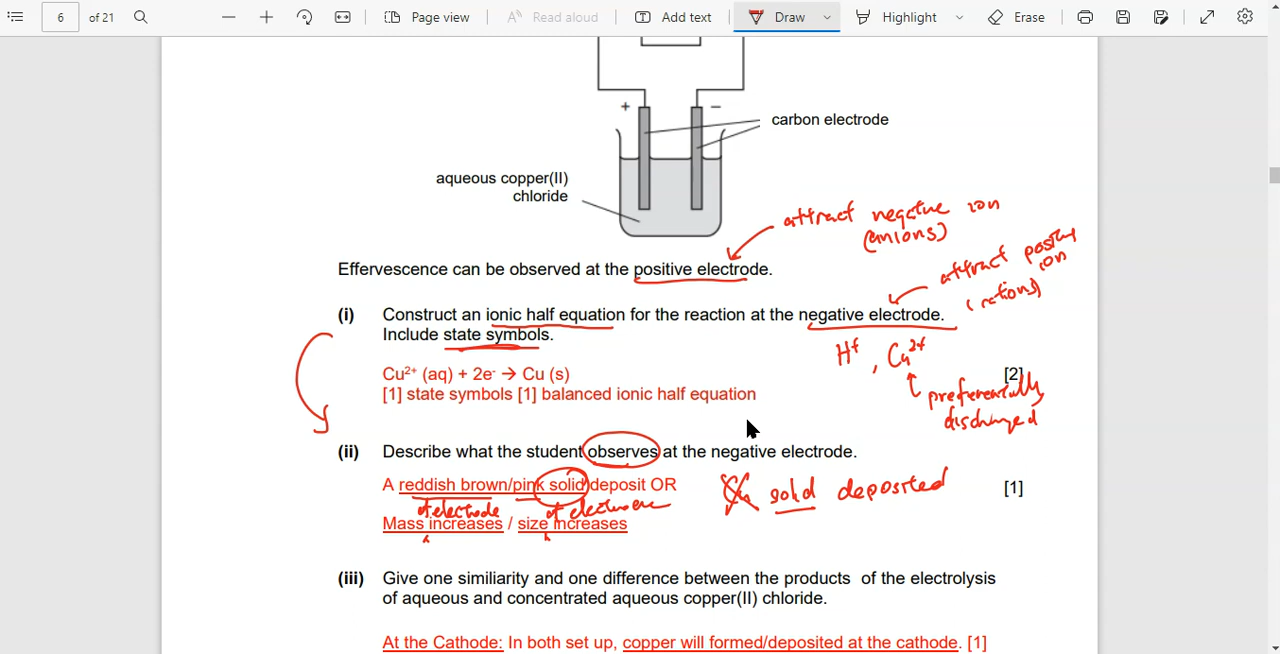 6 of 21 Page view Read aloud Add text Draw Highlight Erase
+ −
carbon electrode
aqueous copper(II)
chloride
attract negative ion
(anions)
Effervescence can be observed at the positive electrode.
attract positive
ion
(cations)
(i) Construct an ionic half equation for the reaction at the negative electrode.
Include state symbols.
H⁺, Cu²⁺
Cu²⁺ (aq) + 2e⁻ → Cu (s) [2]
[1] state symbols [1] balanced ionic half equation
preferentially
discharged
(ii) Describe what the student observes at the negative electrode.
A reddish brown/pink solid deposit OR [1]
solid deposited
of electrode of electrode
Mass increases / size increases
(iii) Give one similiarity and one difference between the products of the electrolysis
of aqueous and concentrated aqueous copper(II) chloride.
At the Cathode: In both set up, copper will formed/deposited at the cathode. [1]